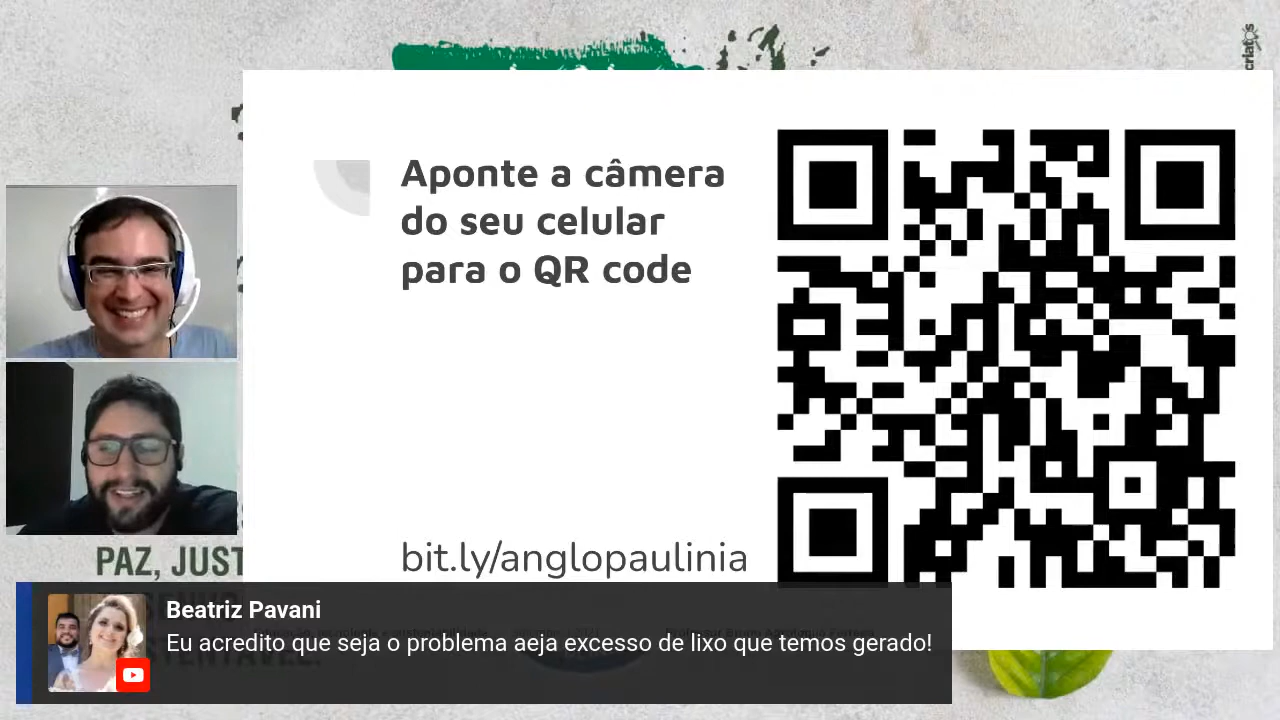 criatos
Aponte a câmera
do seu celular
para o QR code
bit.ly/anglopaulinia
PAZ, JUST
Beatriz Pavani
Eu acredito que seja o problema aeja excesso de lixo que temos gerado!